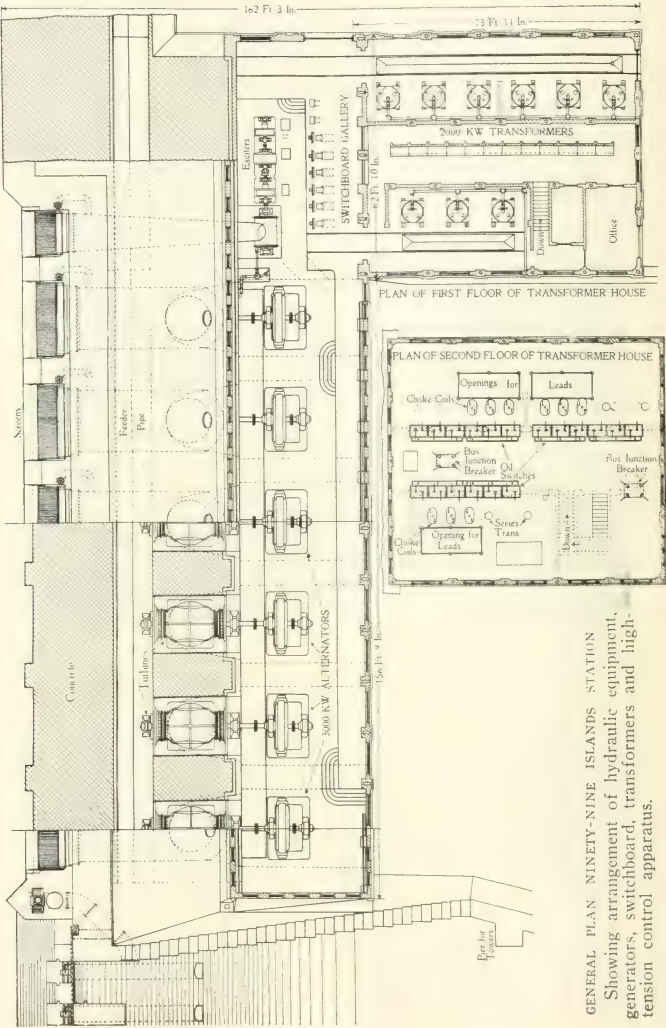 162 Ft. 3 In.
73 Ft. 11 In.
Exciters
SWITCHBOARD GALLERY
62 Ft. 10 In.
2000 KW TRANSFORMERS
Down
Office
PLAN OF FIRST FLOOR OF TRANSFORMER HOUSE
Screens
Feeder
Pipe
PLAN OF SECOND FLOOR OF TRANSFORMER HOUSE
Openings for
Leads
Choke Coils
Bus
Junction
Breaker
Oil
Switches
Bus Junction
Breaker
Series
Trans
Choke
Coils
Opening for
Leads
Down
Concrete
Turbines
3000 KW ALTERNATORS
156 Ft. 9 In.
Pier for
Towers
GENERAL PLAN NINETY-NINE ISLANDS STATION
Showing arrangement of hydraulic equipment,
generators, switchboard, transformers and high-
tension control apparatus.